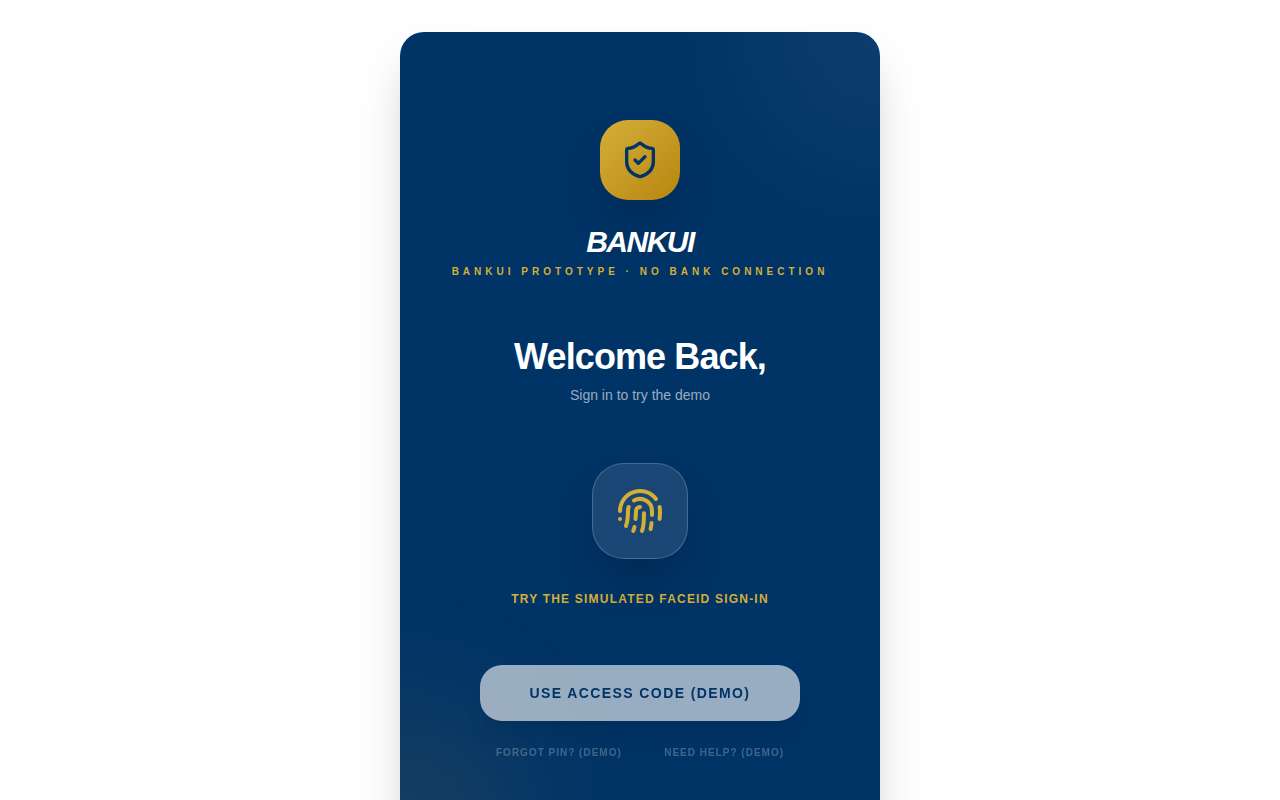 BANKUI
BANKUI PROTOTYPE · NO BANK CONNECTION
Welcome Back,
Sign in to try the demo
TRY THE SIMULATED FACEID SIGN-IN
USE ACCESS CODE (DEMO)
FORGOT PIN? (DEMO) NEED HELP? (DEMO)